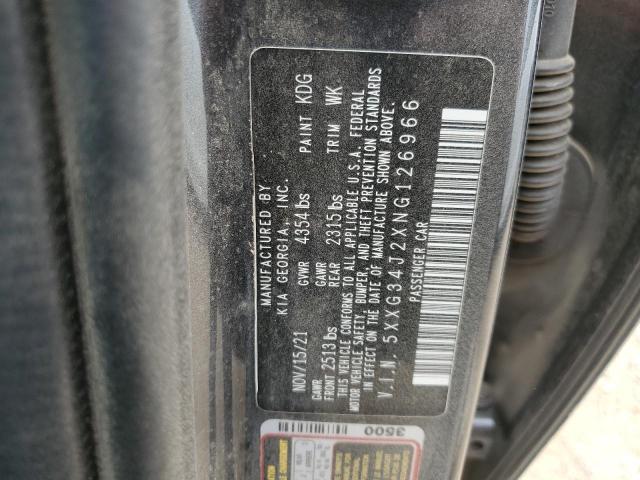 MANUFACTURED BY
KIA GEORGIA, INC.
NOV/15/21 GVWR 4354 lbs PAINT KDG
GAWR FRONT 2513 lbs GAWR REAR 2315 lbs TRIM WK
THIS VEHICLE CONFORMS TO ALL APPLICABLE U.S.A. FEDERAL
MOTOR VEHICLE SAFETY, BUMPER, AND THEFT PREVENTION STANDARDS
IN EFFECT ON THE DATE OF MANUFACTURE SHOWN ABOVE.
V.I.N. 5XXG34J2XNG126966
PASSENGER CAR
3500